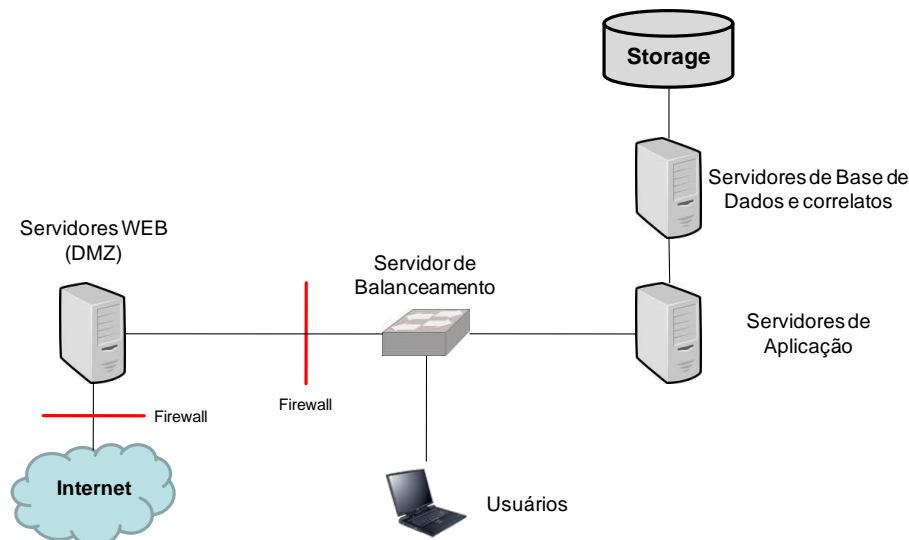 Storage
Servidores de Base de
Dados e correlatos
Servidores WEB
(DMZ)
Servidor de
Balanceamento
Servidores de
Aplicação
Firewall
Firewall
Internet
Usuários